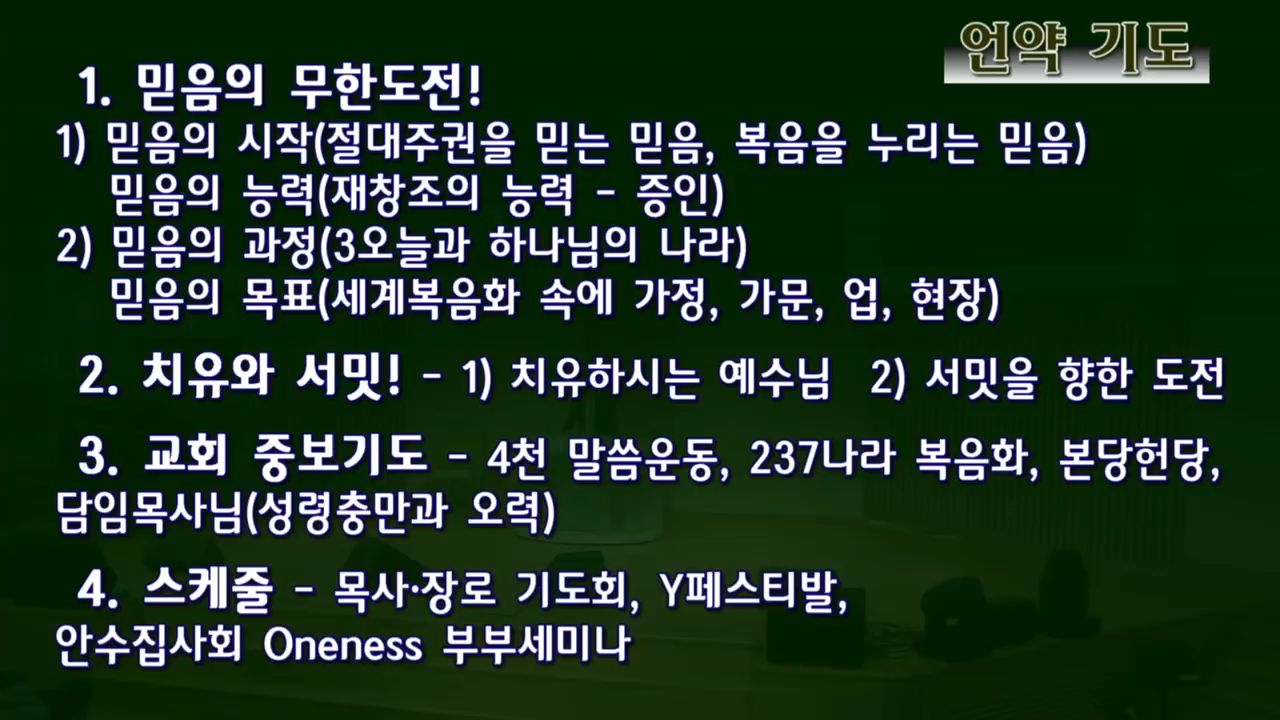 언약 기도
1. 믿음의 무한도전!
1) 믿음의 시작(절대주권을 믿는 믿음, 복음을 누리는 믿음)
믿음의 능력(재창조의 능력 - 증인)
2) 믿음의 과정(3오늘과 하나님의 나라)
믿음의 목표(세계복음화 속에 가정, 가문, 업, 현장)
2. 치유와 서밋! - 1) 치유하시는 예수님 2) 서밋을 향한 도전
3. 교회 중보기도 - 4천 말씀운동, 237나라 복음화, 본당헌당,
담임목사님(성령충만과 오력)
4. 스케줄 - 목사·장로 기도회, Y페스티발,
안수집사회 Oneness 부부세미나